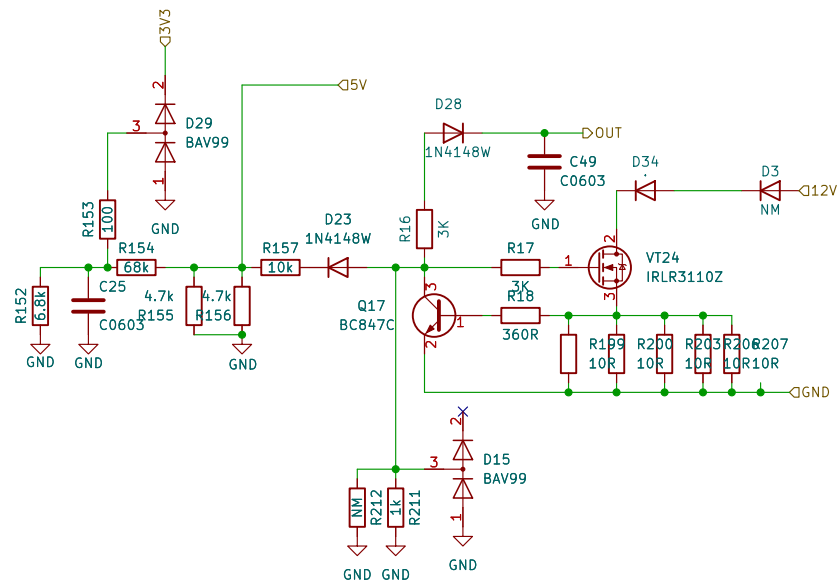 3V3
2
3
D29
BAV99
1
GND
5V
D28
1N4148W
OUT
C49
C0603
GND
D34
D3
NM
12V
R153
100
R154
68k
R157
10k
D23
1N4148W
R16
3K
R17
3K
1
2
3
VT24
IRLR3110Z
R152
6.8k
GND
C25
C0603
GND
4.7k
R155
4.7k
R156
GND
Q17
BC847C
3
1
2
R18
360R
R199
10R
R200
10R
R203
10R
R206
10R
R207
10R
GND
2
3
D15
BAV99
1
GND
NM
R212
GND
1k
R211
GND